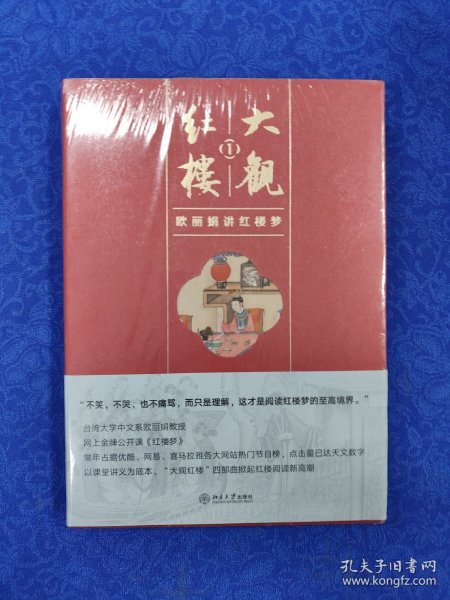 大觀
紅樓
1
欧丽娟讲红楼梦
“不笑，不哭，也不痛骂，而只是理解，这才是阅读红楼梦的至高境界。”
台湾大学中文系欧丽娟教授
网上金牌公开课《红楼梦》
常年占据优酷、网易、喜马拉雅各大网站热门节目榜，点击量已达天文数字
以课堂讲义为底本，“大观红楼”四部曲掀起红楼阅读新高潮
北京大学出版社
孔夫子旧书网
www.kongfz.com